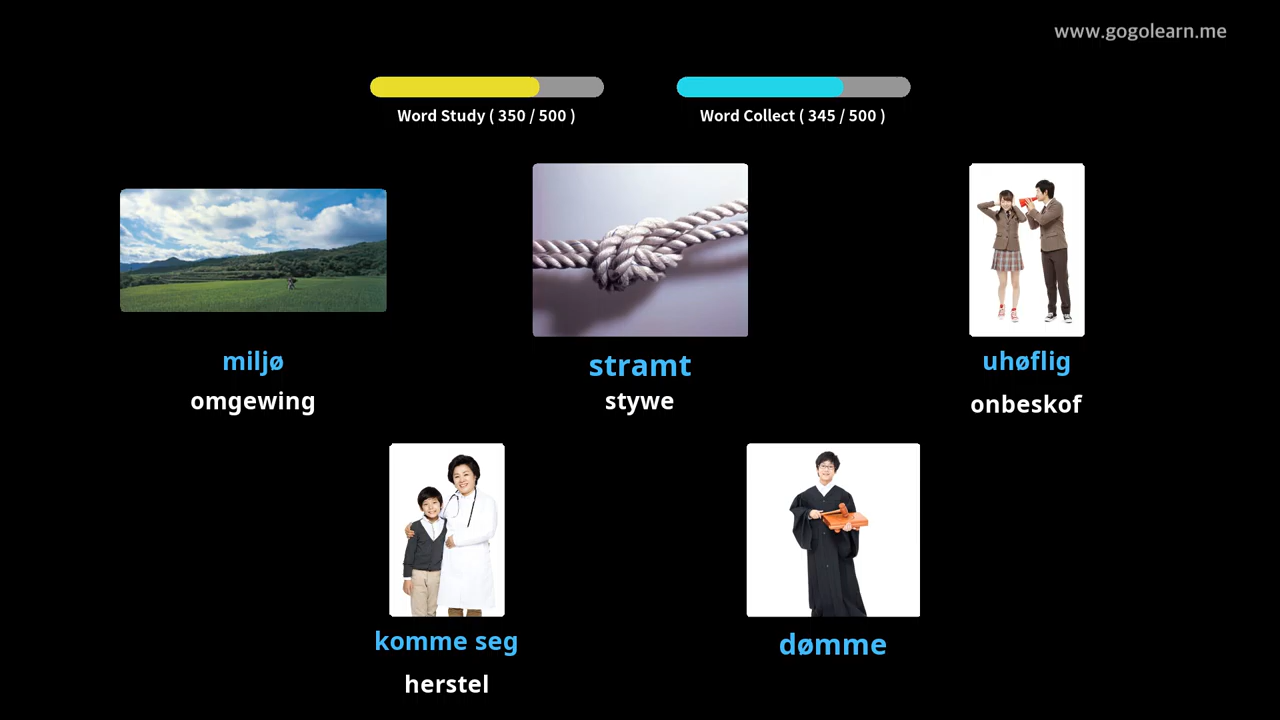 www.gogolearn.me
Word Study ( 350 / 500 )
Word Collect ( 345 / 500 )
miljø
omgewing
stramt
stywe
uhøflig
onbeskof
komme seg
herstel
dømme